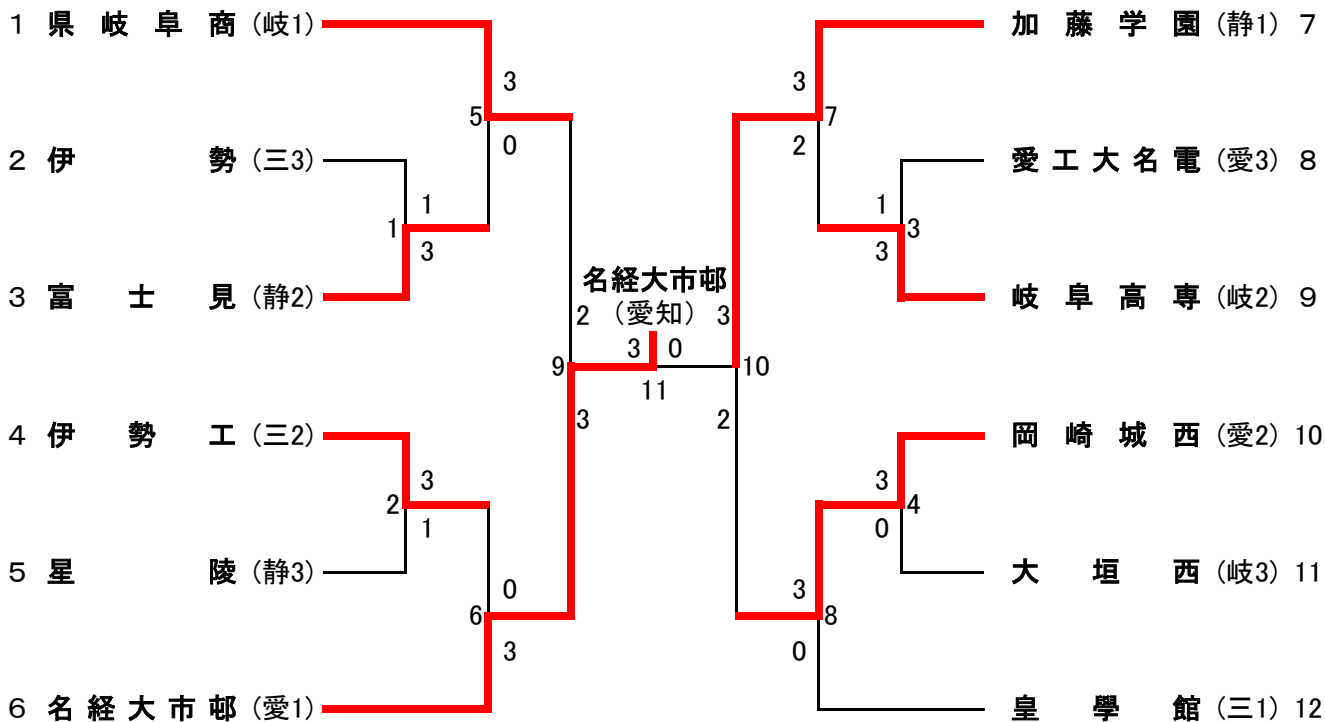 1 県岐阜商 (岐1) 加藤学園 (静1) 7
3 3
5 7
0 2
2 伊勢 (三3) 愛工大名電 (愛3) 8
1 1
1 3
3 3
名経大市邨
3 富士見 (静2) 岐阜高専 (岐2) 9
2 (愛知) 3
3 0
9 10
11
3 2
4 伊勢工 (三2) 岡崎城西 (愛2) 10
3 3
2 4
1 0
5 星陵 (静3) 大垣西 (岐3) 11
0 3
6 8
3 0
6 名経大市邨 (愛1) 皇學館 (三1) 12